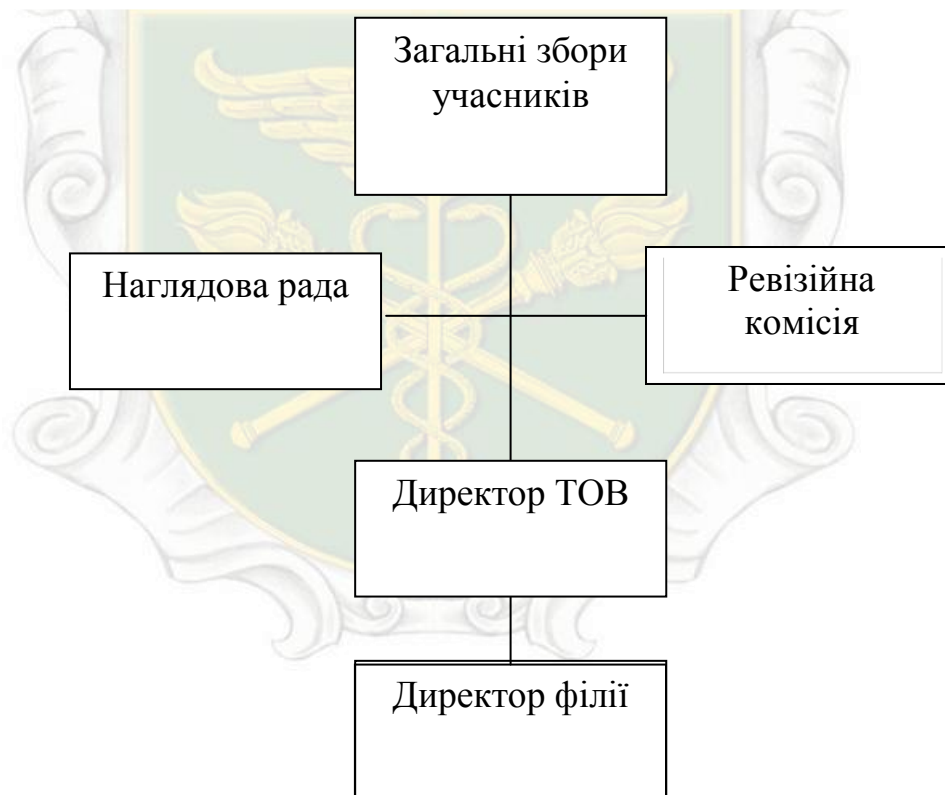 Загальні збори
учасників
Наглядова рада
Ревізійна
комісія
Директор ТОВ
Директор філії